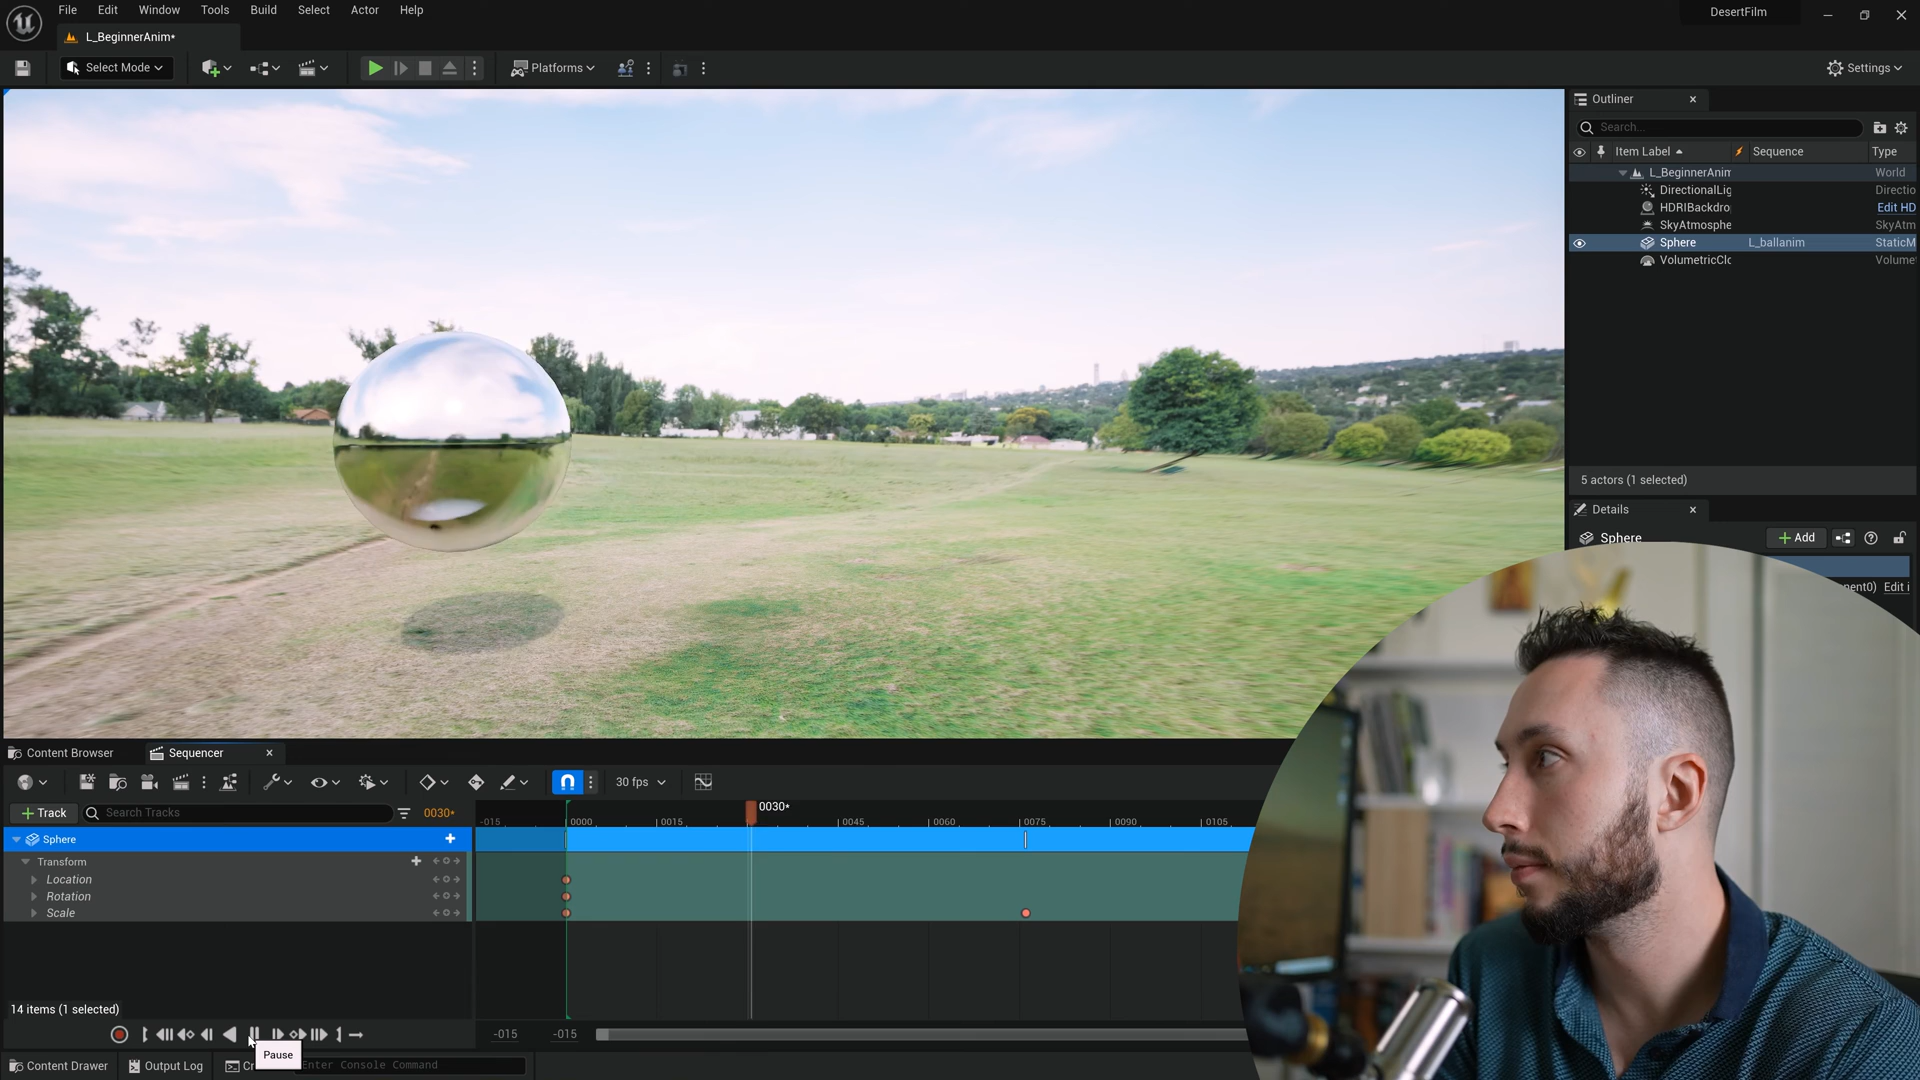 File Edit Window Tools Build Select Actor Help
DesertFilm
L_BeginnerAnim*
Select Mode
Platforms
Settings
Outliner
Search...
Item Label Sequence Type
L_BeginnerAnim World
DirectionalLig Directio
HDRIBackdro Edit HD
SkyAtmosphe SkyAtm
Sphere L_ballanim StaticM
VolumetricClo Volume
5 actors (1 selected)
Details
Sphere
Add
nent0) Edit i
Content Browser
Sequencer
30 fps
Track
Search Tracks
0030*
0030*
-015 0000 0015 0045 0060 0075 0090 0105
Sphere
Transform
Location
Rotation
Scale
14 items (1 selected)
-015 -015
Pause
Content Drawer
Output Log
Enter Console Command